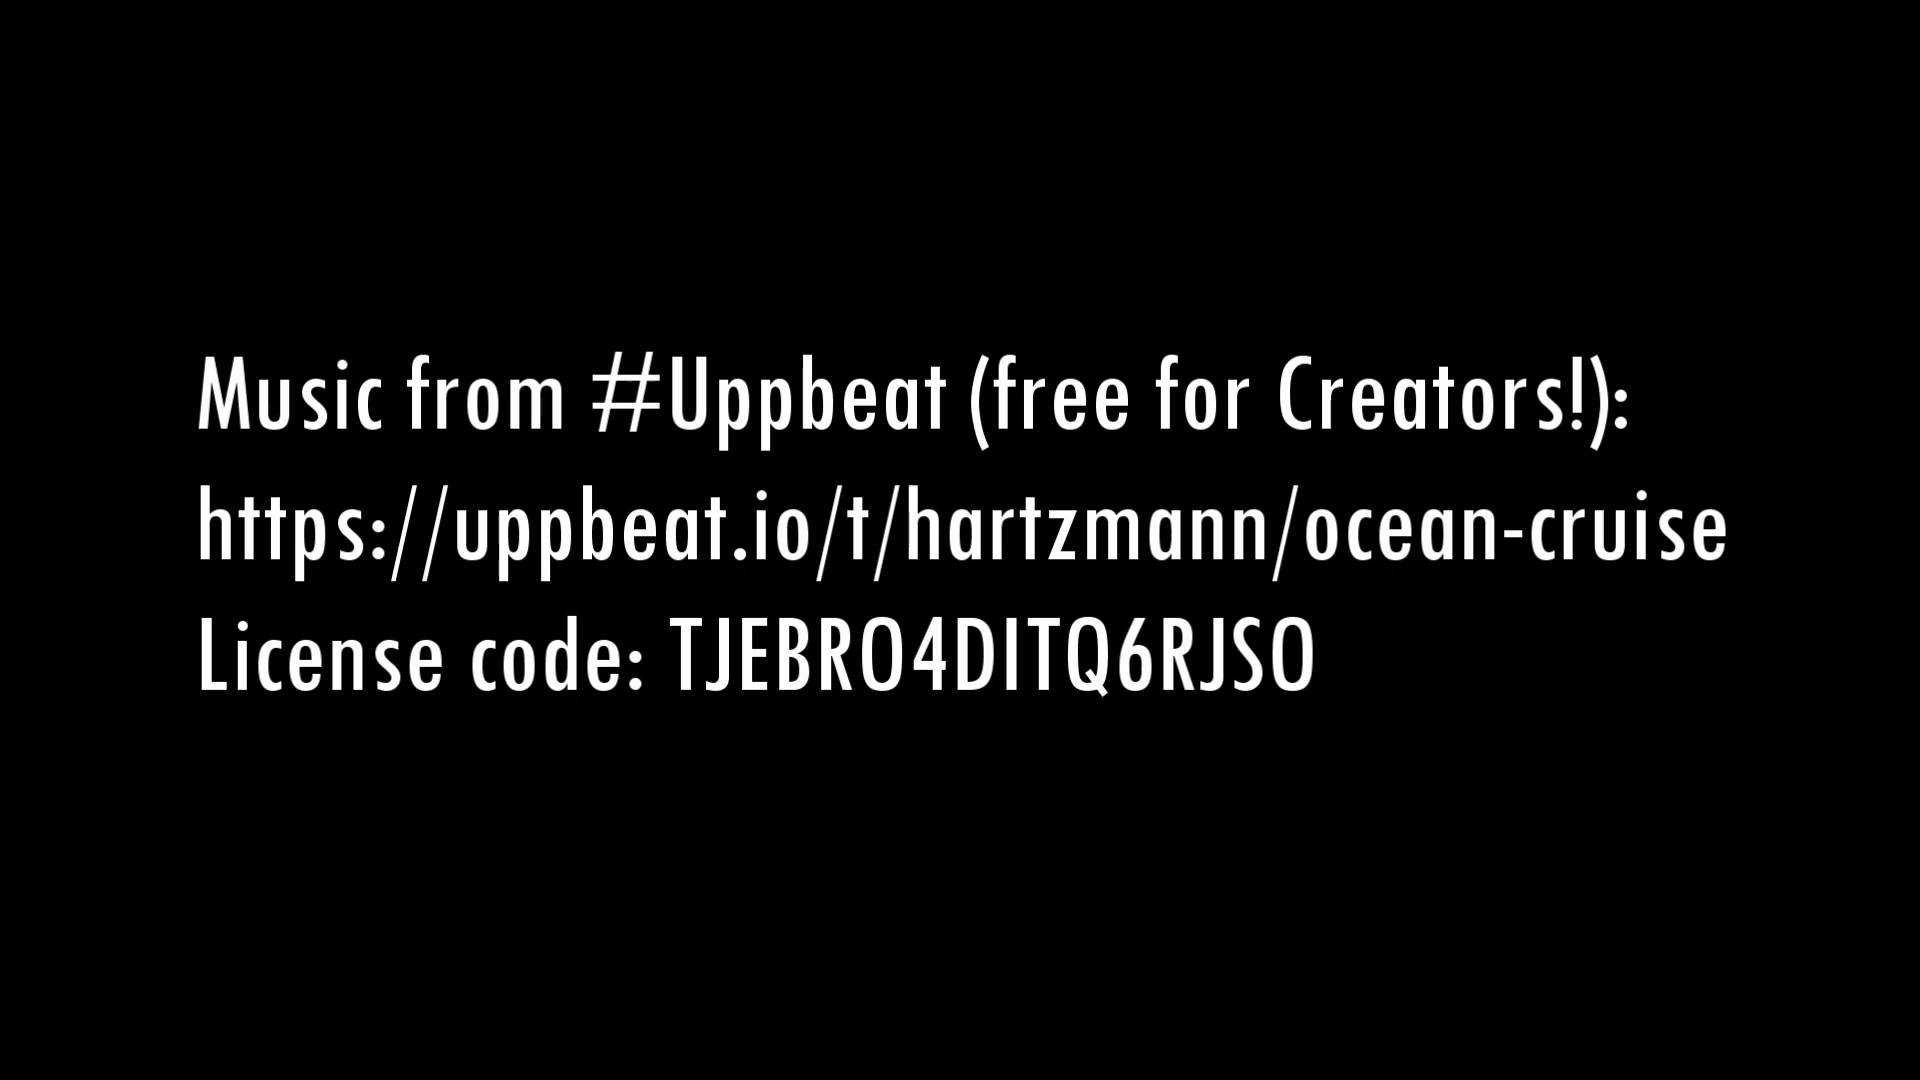 Music from #Uppbeat (free for Creators!):
https://uppbeat.io/t/hartzmann/ocean-cruise
License code: TJEBRO4DITQ6RJSO